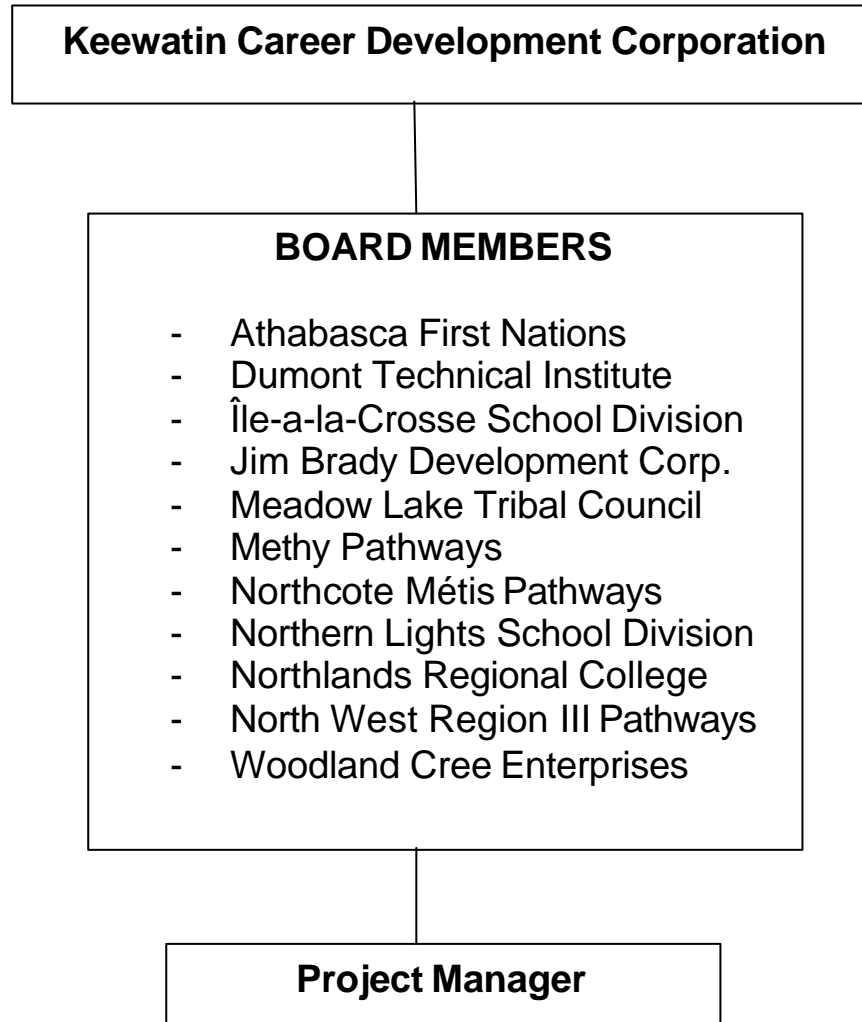 Keewatin Career Development Corporation
BOARD MEMBERS
- Athabasca First Nations
- Dumont Technical Institute
- Île-a-la-Crosse School Division
- Jim Brady Development Corp.
- Meadow Lake Tribal Council
- Methy Pathways
- Northcote Métis Pathways
- Northern Lights School Division
- Northlands Regional College
- North West Region III Pathways
- Woodland Cree Enterprises
Project Manager